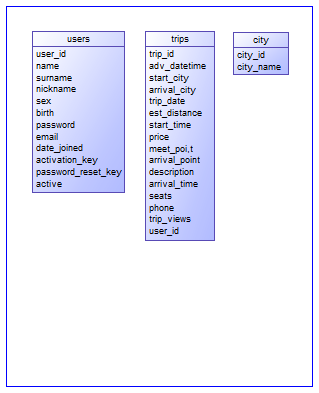 users
user_id
name
surname
nickname
sex
birth
password
email
date_joined
activation_key
password_reset_key
active
trips
trip_id
adv_datetime
start_city
arrival_city
trip_date
est_distance
start_time
price
meet_poi,t
arrival_point
description
arrival_time
seats
phone
trip_views
user_id
city
city_id
city_name